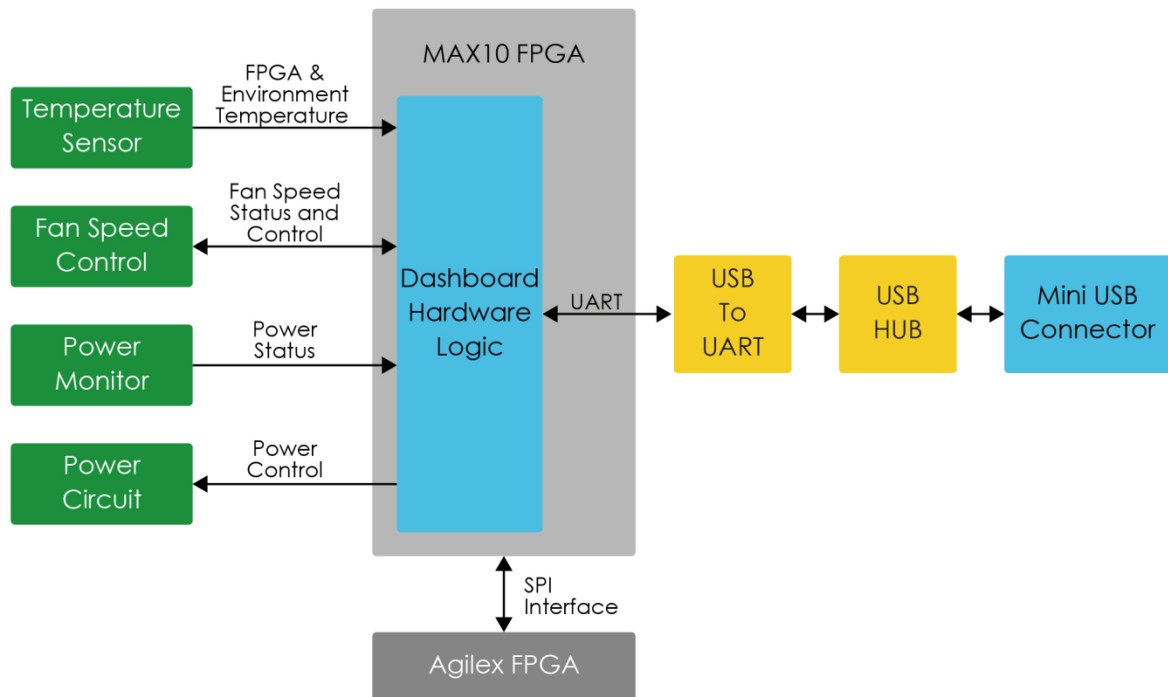 MAX10 FPGA
Temperature
Sensor
FPGA &
Environment
Temperature
Fan Speed
Control
Fan Speed
Status and
Control
Power
Monitor
Power
Status
Power
Circuit
Power
Control
Dashboard
Hardware
Logic
UART
USB
To
UART
USB
HUB
Mini USB
Connector
SPI
Interface
Agilex FPGA